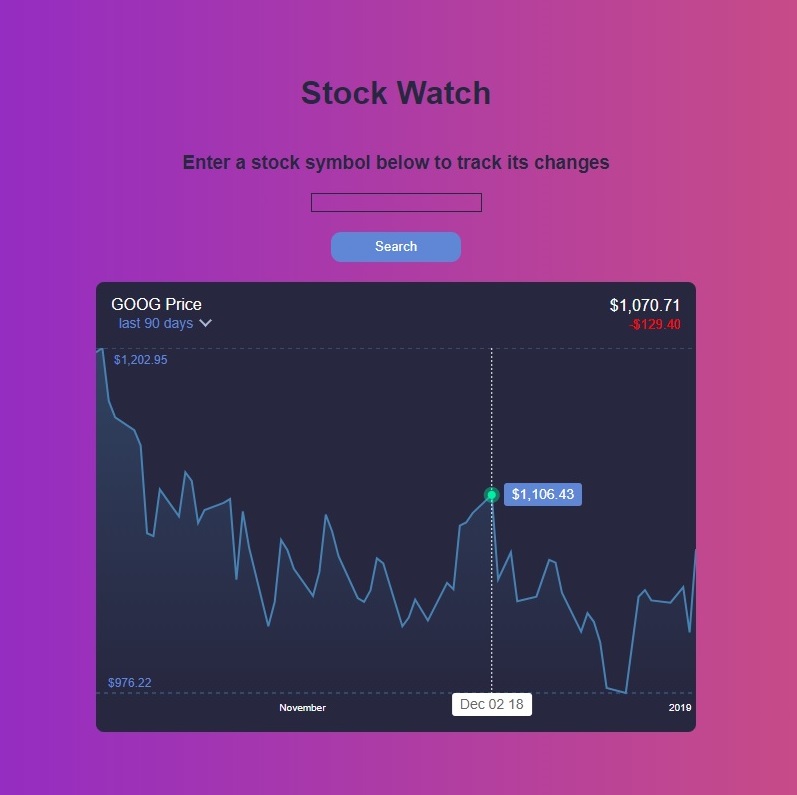 Stock Watch
Enter a stock symbol below to track its changes
Search
GOOG Price
$1,070.71
last 90 days
-$129.40
$1,202.95
$1,106.43
$976.22
November
Dec 02 18
2019